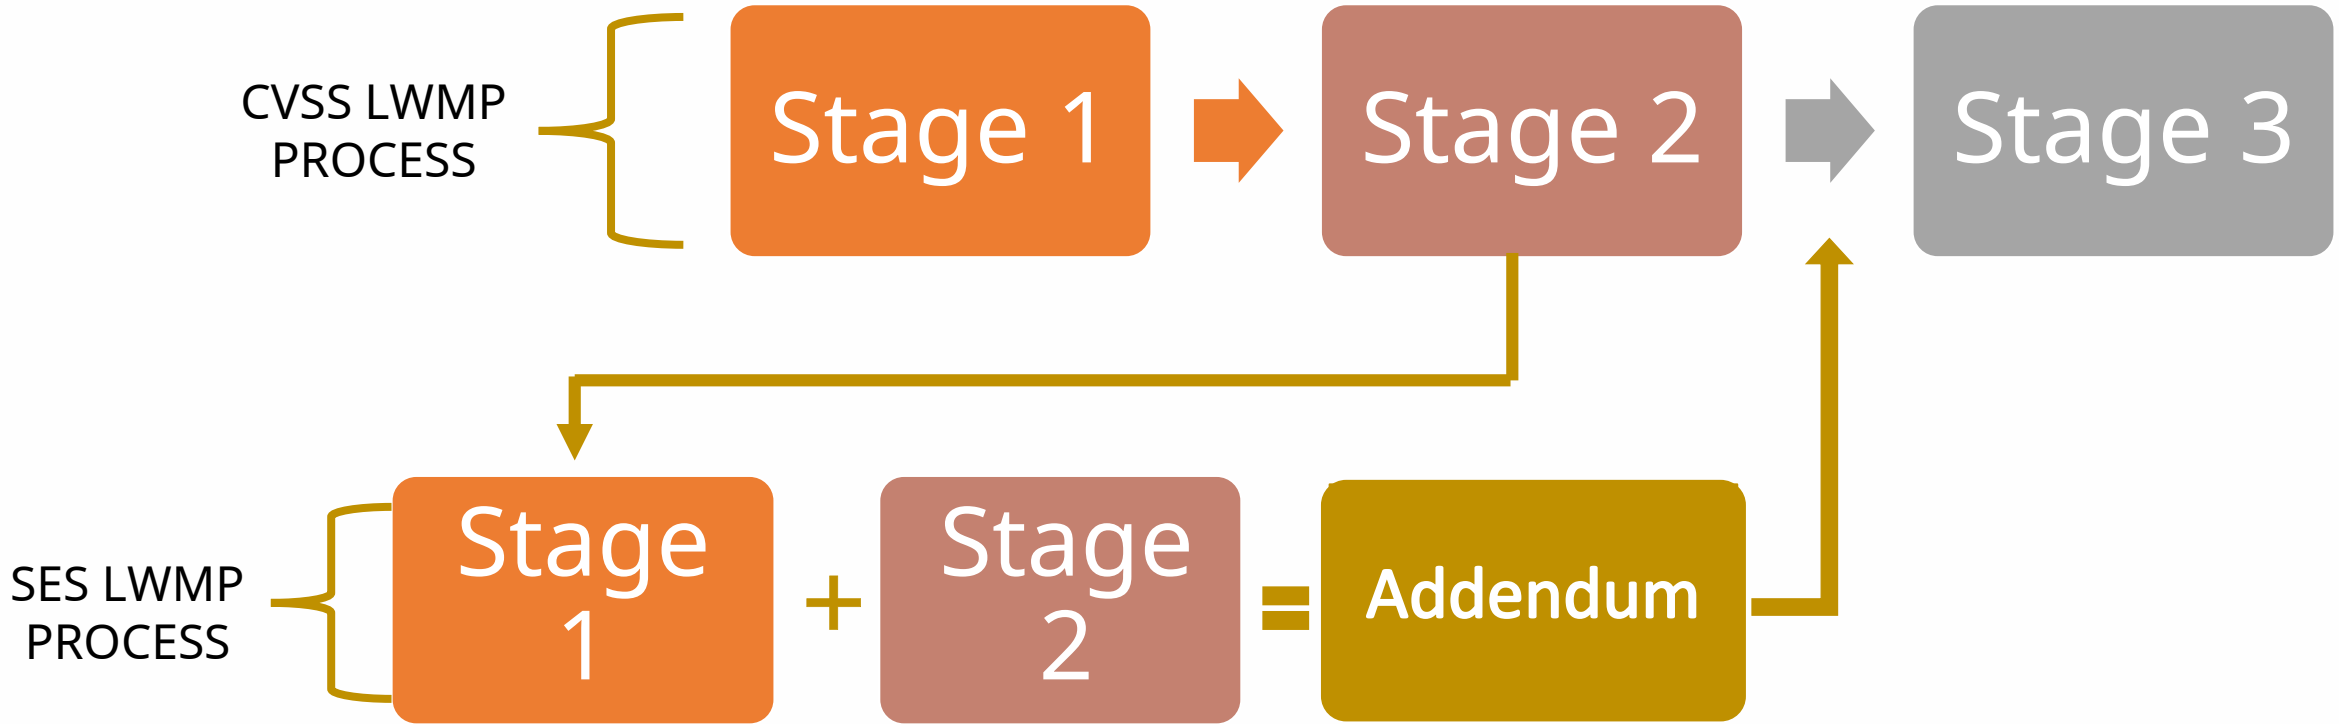 CVSS LWMP
PROCESS
Stage 1
Stage 2
Stage 3
SES LWMP
PROCESS
Stage
1
+
Stage
2
=
Addendum